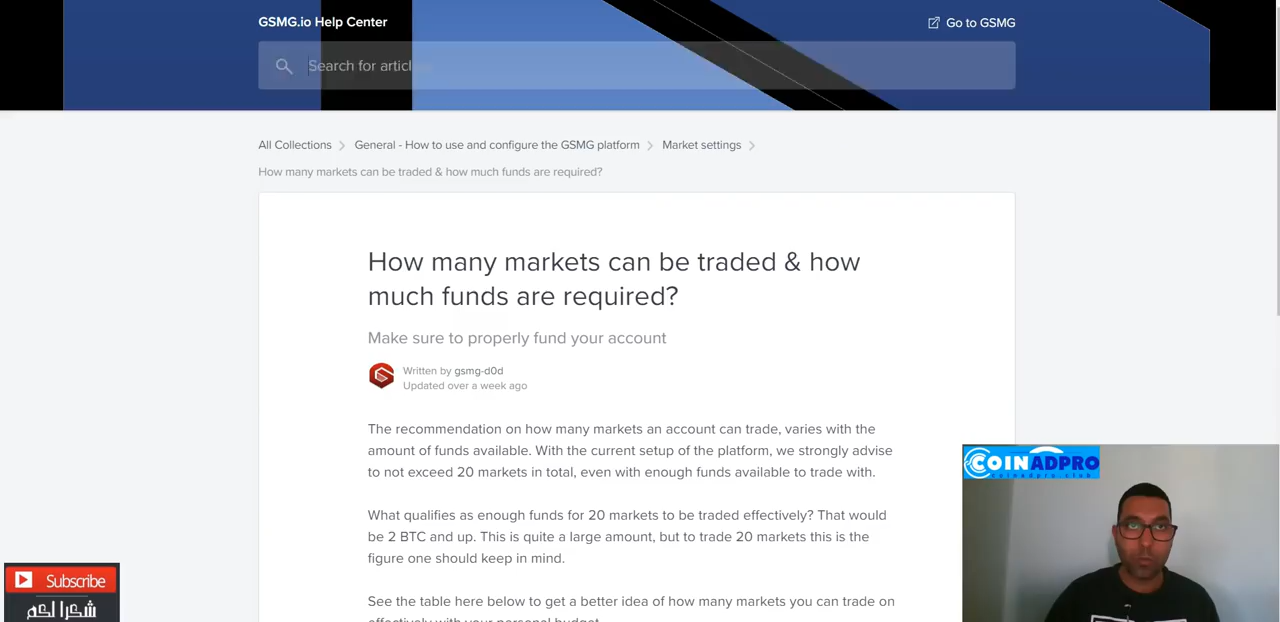 GSMG.io Help Center
Go to GSMG
Search for articles...
All Collections
General - How to use and configure the GSMG platform
Market settings
How many markets can be traded & how much funds are required?
How many markets can be traded & how
much funds are required?
Make sure to properly fund your account
Written by gsmg-d0d
Updated over a week ago
The recommendation on how many markets an account can trade, varies with the
amount of funds available. With the current setup of the platform, we strongly advise
to not exceed 20 markets in total, even with enough funds available to trade with.
What qualifies as enough funds for 20 markets to be traded effectively? That would
be 2 BTC and up. This is quite a large amount, but to trade 20 markets this is the
figure one should keep in mind.
See the table here below to get a better idea of how many markets you can trade on
effectively with your personal budget.
COINADPRO
coinadpro.club
Subscribe
شكرا لكم